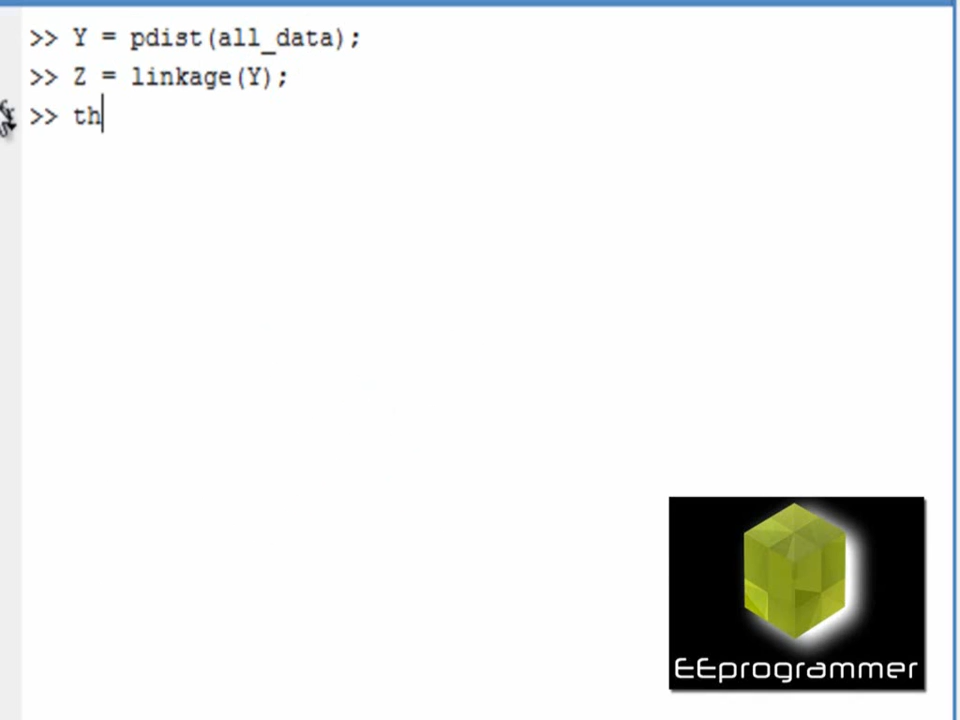 >> Y = pdist(all_data);
>> Z = linkage(Y);
>> th
EEprogrammer